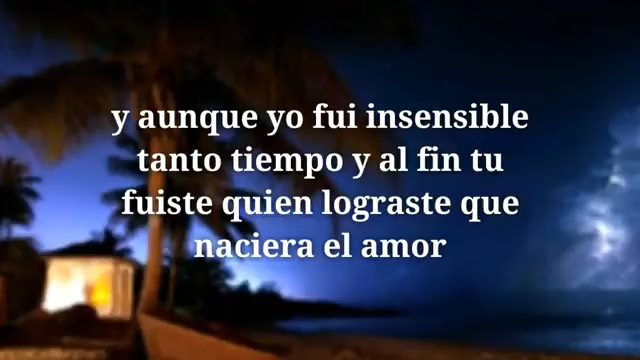 y aunque yo fui insensible
tanto tiempo y al fin tu
fuiste quien lograste que
naciera el amor